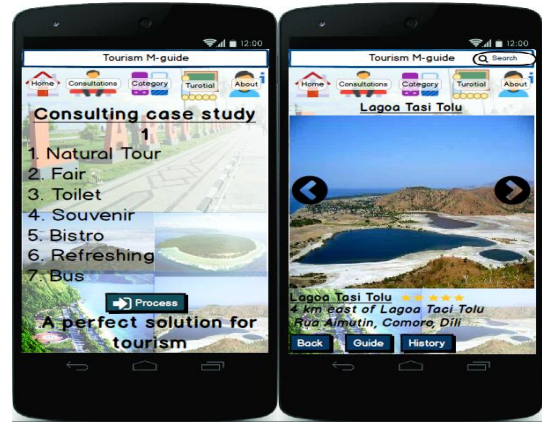 12:00
Tourism M-guide
Home Consultations Category Turotial About
Consulting case study
1
1. Natural Tour
2. Fair
3. Toilet
4. Souvenir
5. Bistro
6. Refreshing
7. Bus
Process
A perfect solution for
tourism
12:00
Tourism M-guide Search
Home Consultations Category Turotial About
Lagoa Tasi Tolu
Lagoa Tasi Tolu
4 km east of Lagoa Taci Tolu
Rua Aimutin, Comoro, Dili
Back Guide History